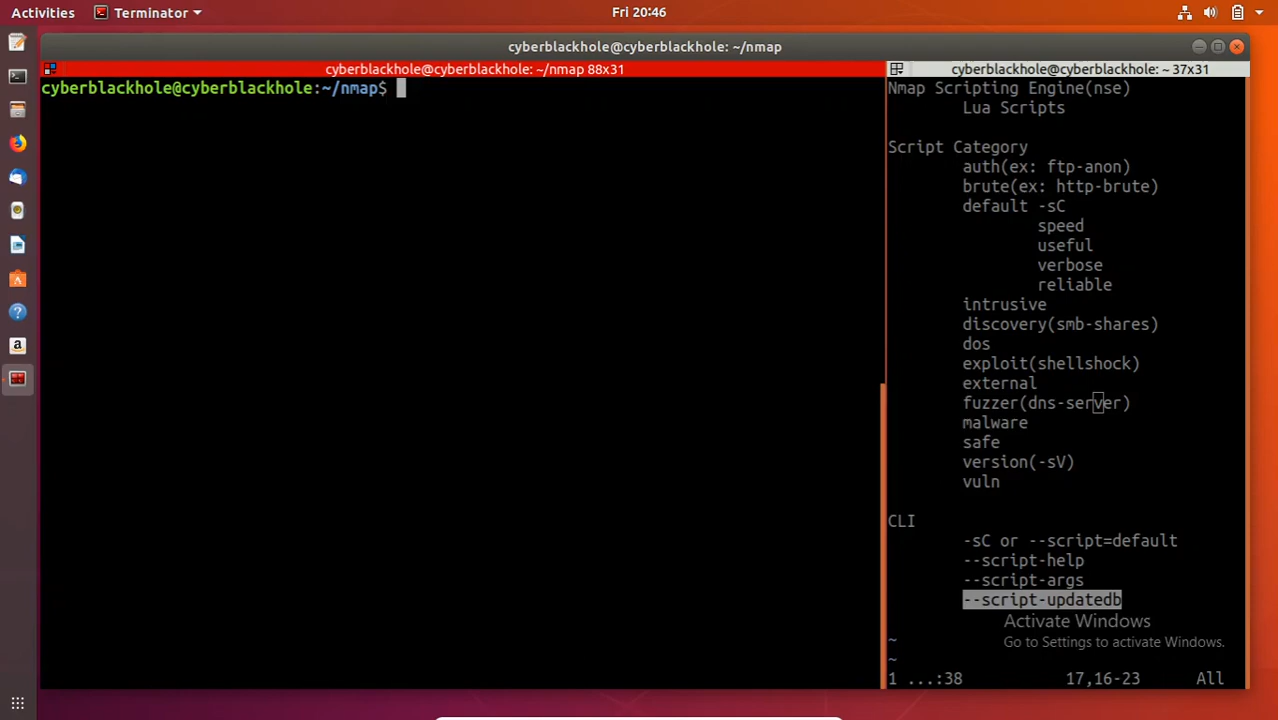 Activities Terminator Fri 20:46
cyberblackhole@cyberblackhole: ~/nmap
cyberblackhole@cyberblackhole: ~/nmap 88x31
cyberblackhole@cyberblackhole:~/nmap$
cyberblackhole@cyberblackhole: ~ 37x31
Nmap Scripting Engine(nse)
Lua Scripts
Script Category
auth(ex: ftp-anon)
brute(ex: http-brute)
default -sC
speed
useful
verbose
reliable
intrusive
discovery(smb-shares)
dos
exploit(shellshock)
external
fuzzer(dns-server)
malware
safe
version(-sV)
vuln
CLI
-sC or --script=default
--script-help
--script-args
--script-updatedb
~
~
1 ...:38 17,16-23 All
Activate Windows
Go to Settings to activate Windows.